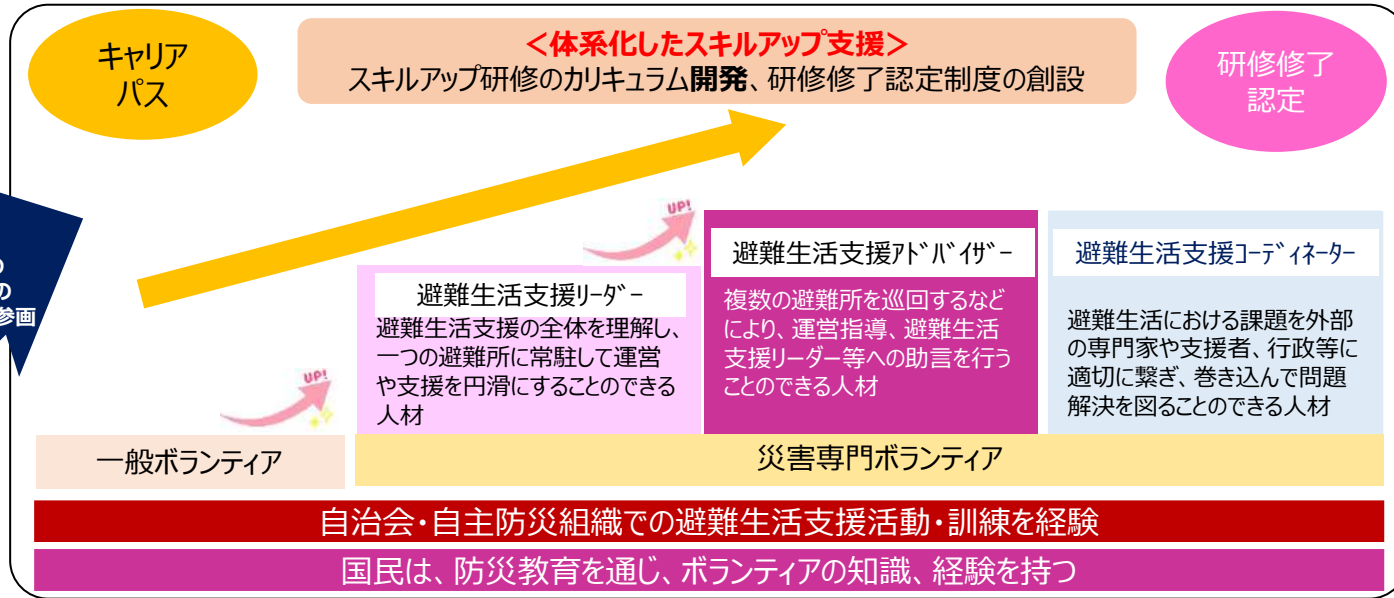 キャリア
パス
<体系化したスキルアップ支援>
スキルアップ研修のカリキュラム開発、研修修了認定制度の創設
研修修了
認定
の
の
参画
UP!
UP!
避難生活支援ﾘｰﾀﾞｰ
避難生活支援の全体を理解し、
一つの避難所に常駐して運営
や支援を円滑にすることのできる
人材
避難生活支援ｱﾄﾞﾊﾞｲｻﾞｰ
複数の避難所を巡回するなど
により、運営指導、避難生活
支援リーダー等への助言を行う
ことのできる人材
避難生活支援ｺｰﾃﾞｨﾈｰﾀｰ
避難生活における課題を外部
の専門家や支援者、行政等に
適切に繋ぎ、巻き込んで問題
解決を図ることのできる人材
一般ボランティア
災害専門ボランティア
自治会・自主防災組織での避難生活支援活動・訓練を経験
国民は、防災教育を通じ、ボランティアの知識、経験を持つ